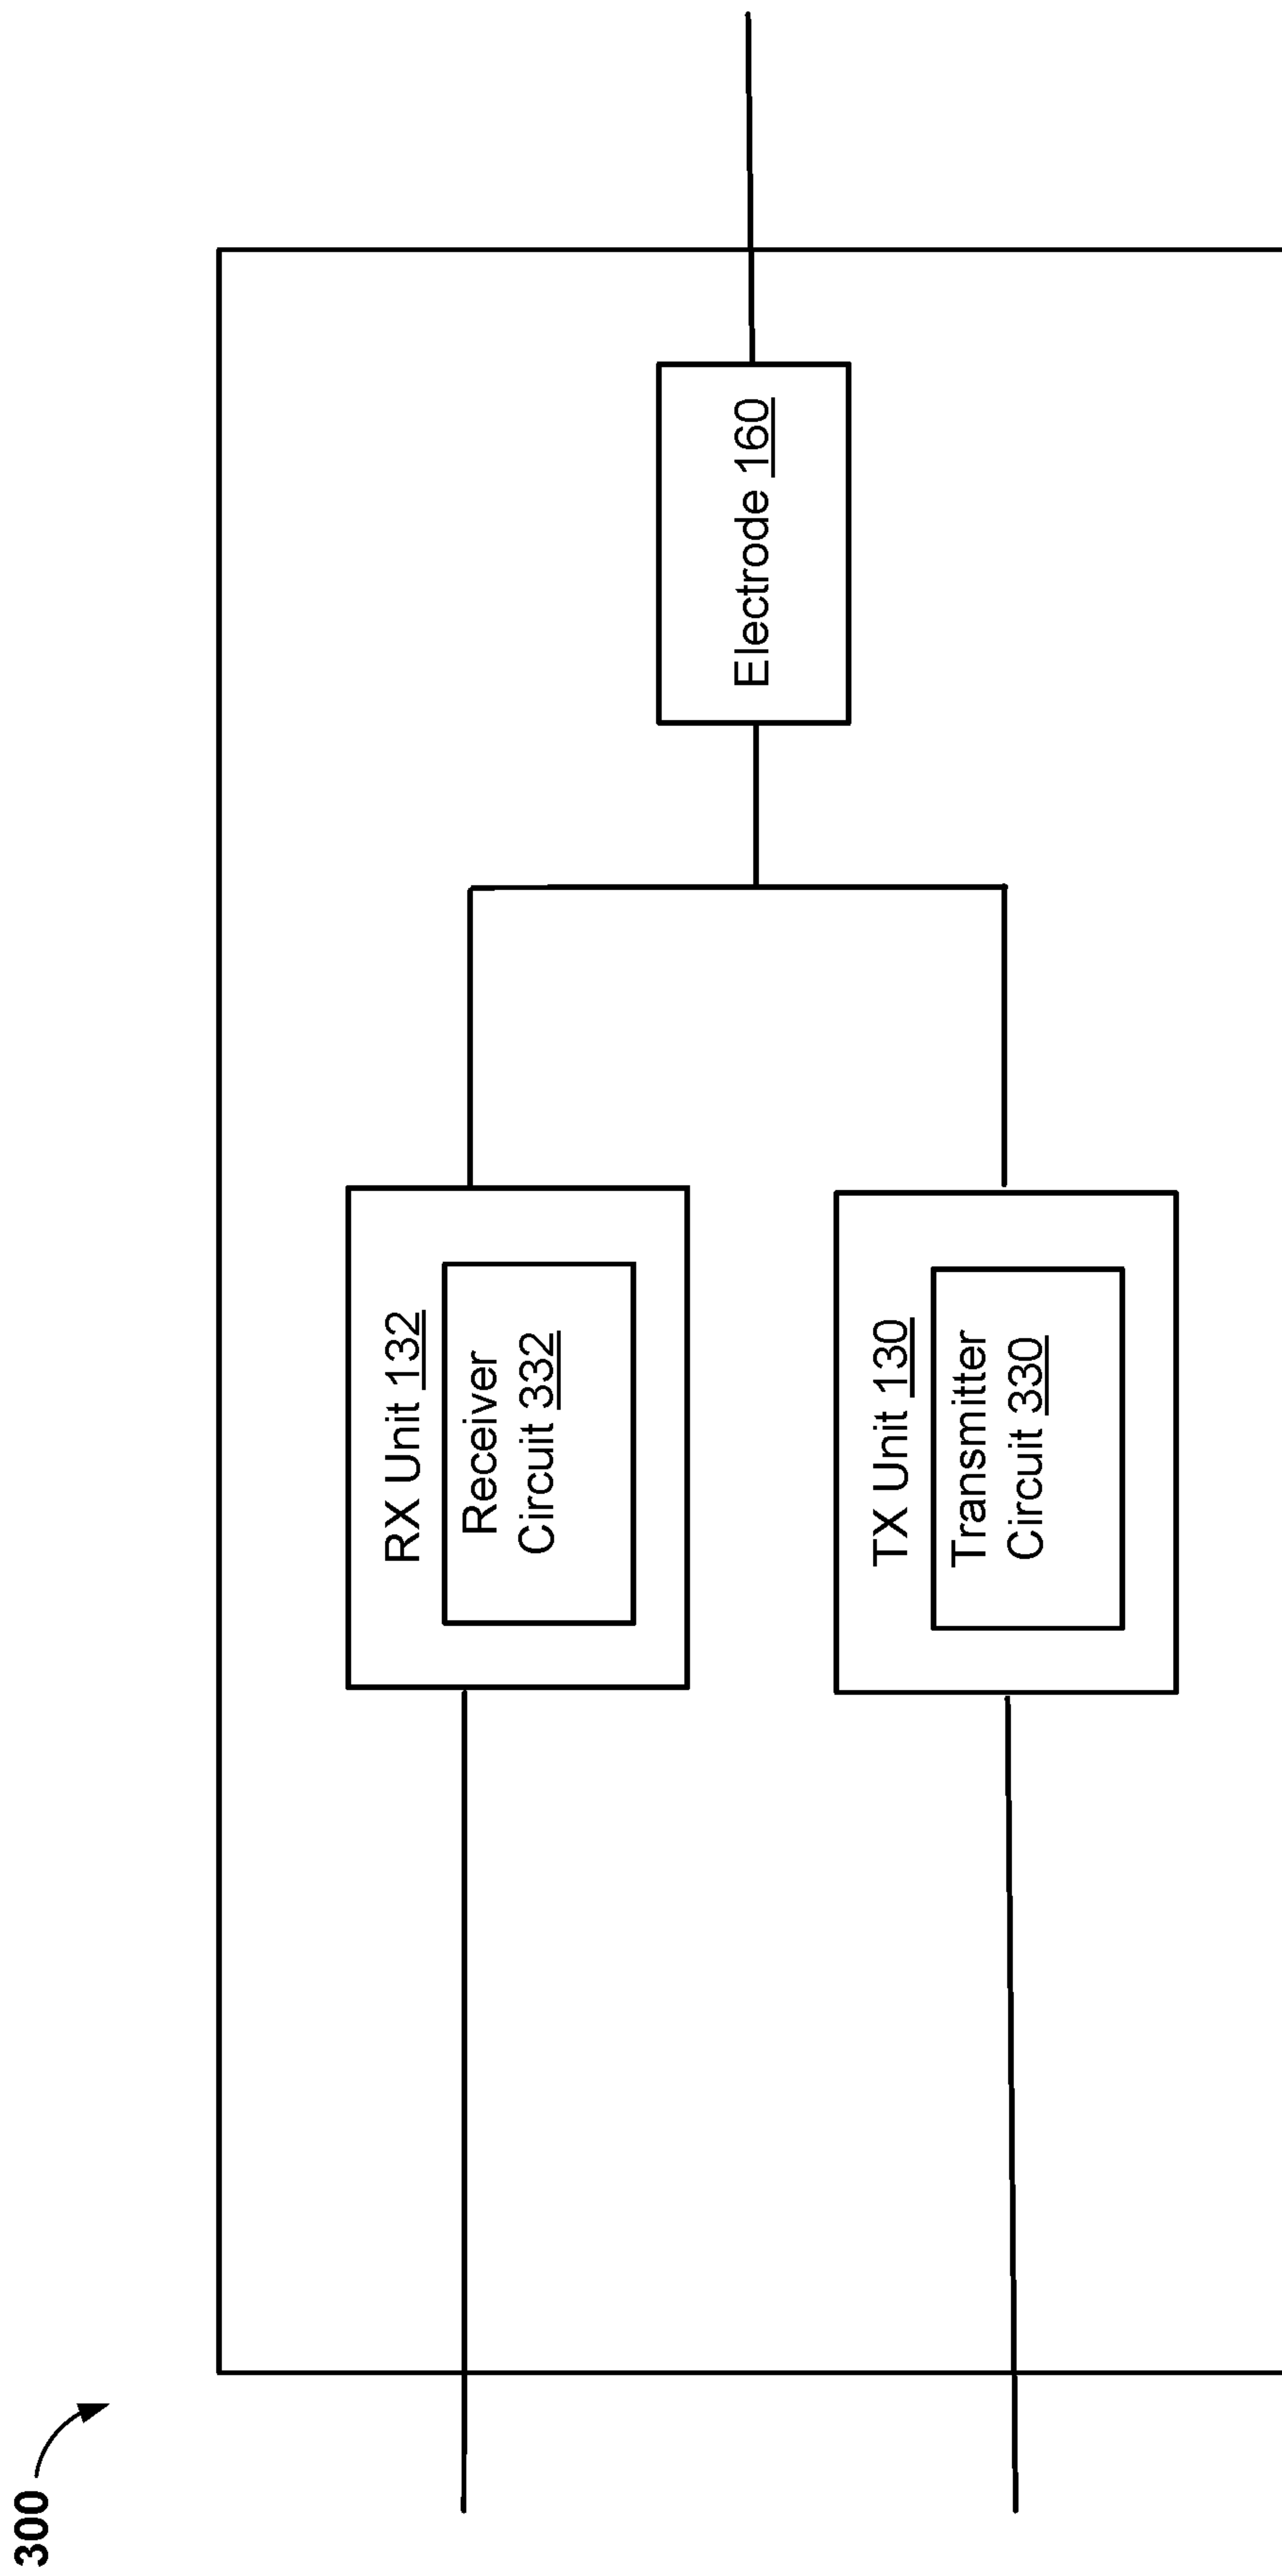 300
RX Unit 132
Receiver
Circuit 332
Electrode 160
TX Unit 130
Transmitter
Circuit 330